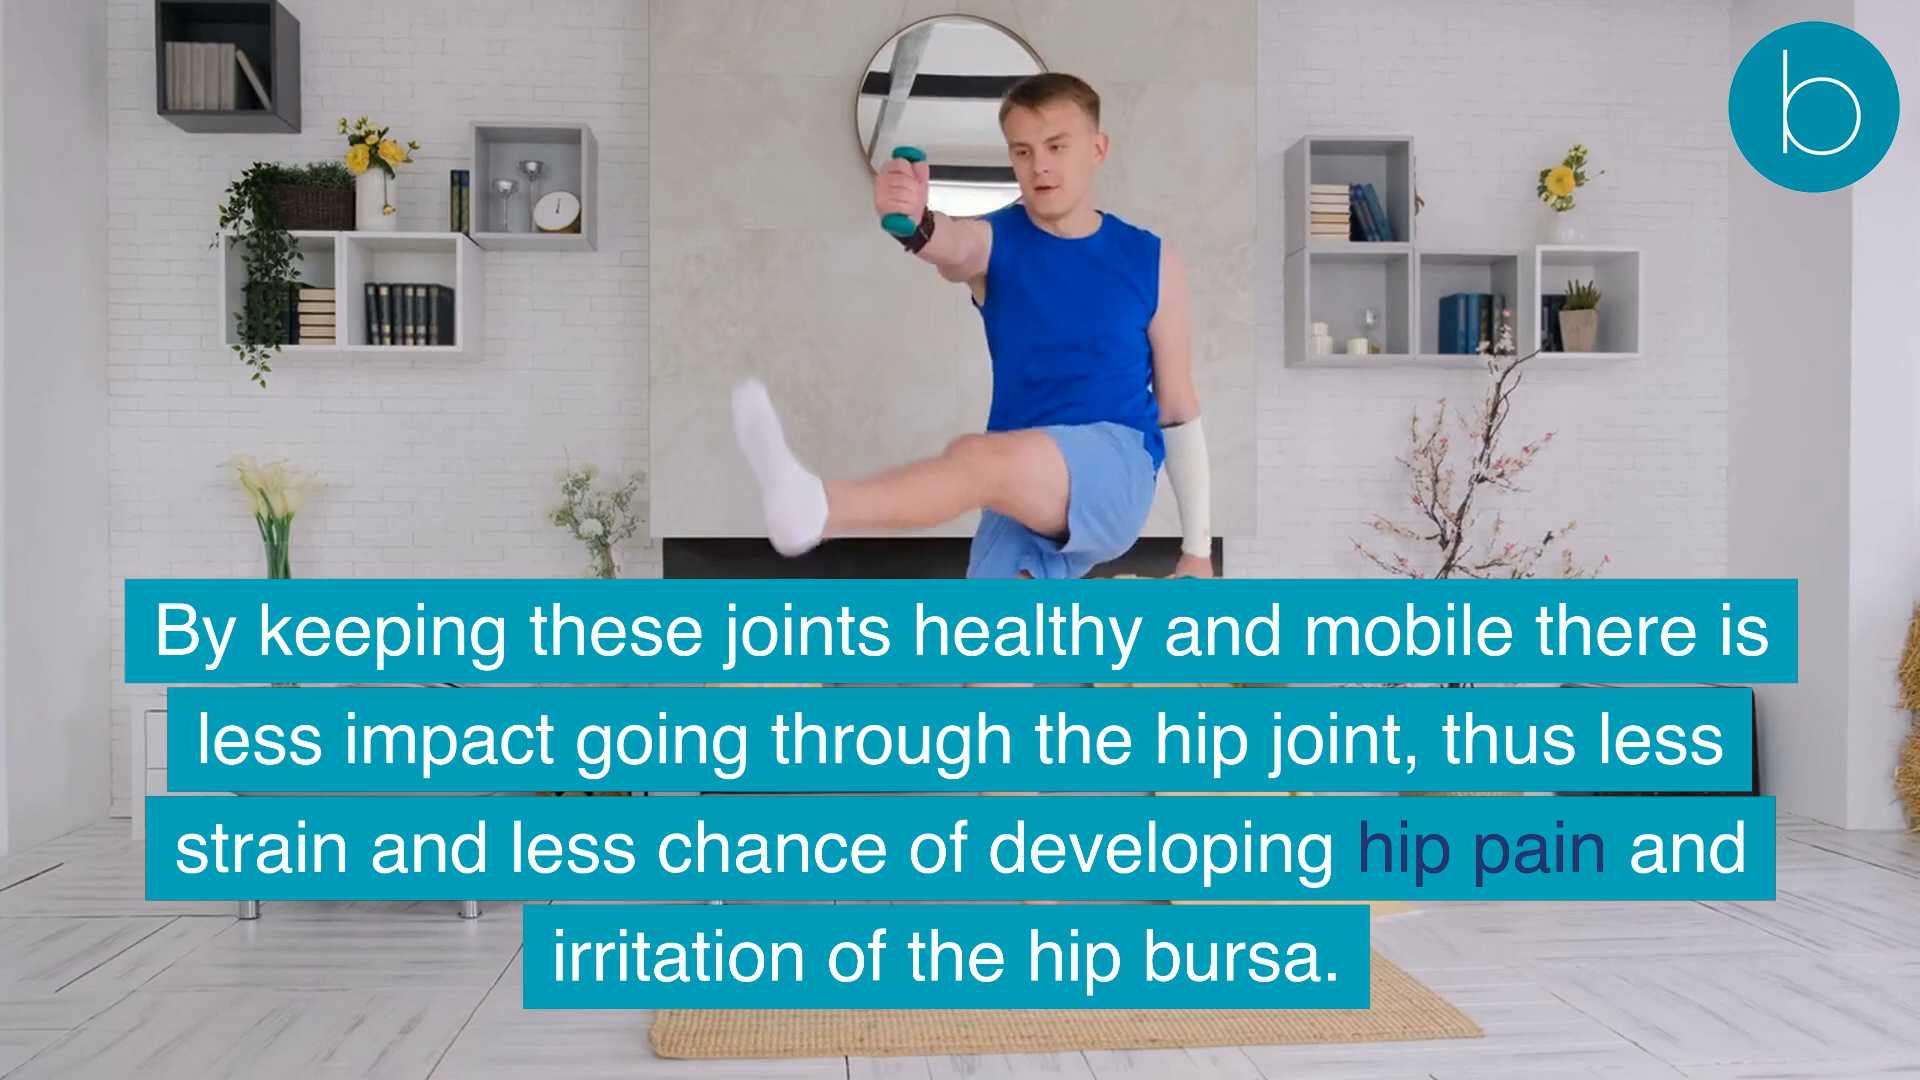 b
By keeping these joints healthy and mobile there is
less impact going through the hip joint, thus less
strain and less chance of developing hip pain and
irritation of the hip bursa.